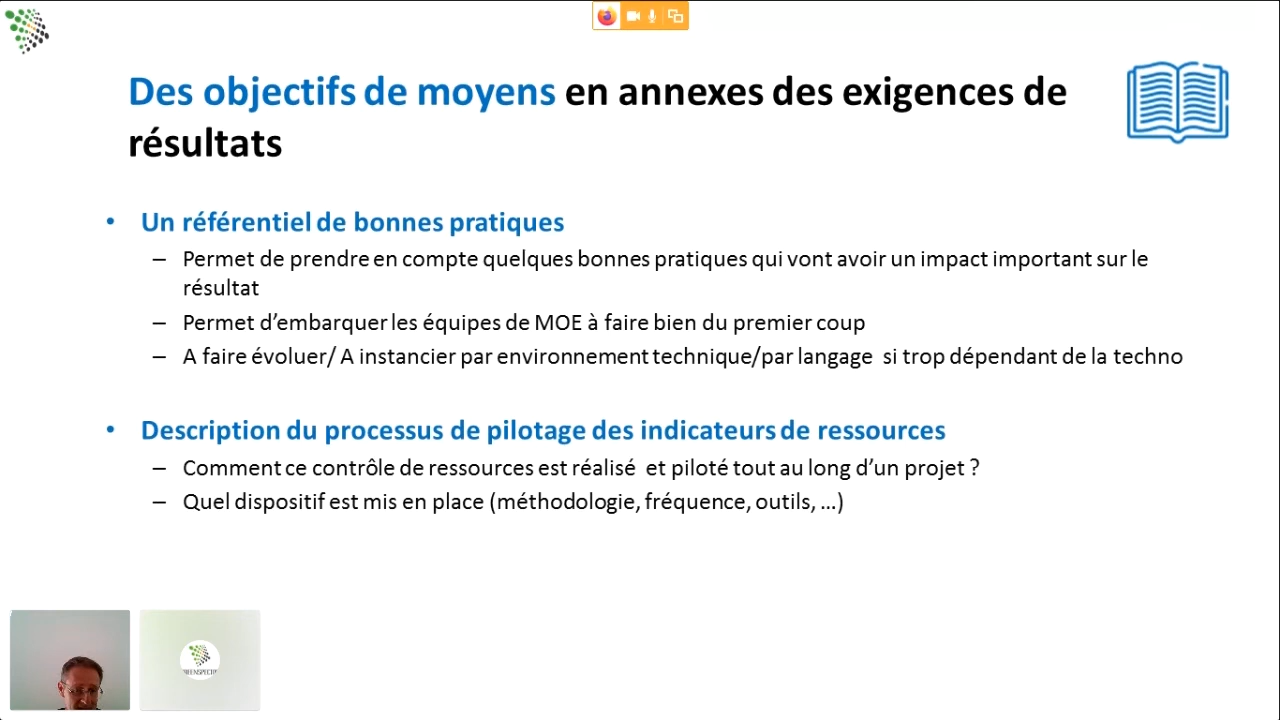 Des objectifs de moyens en annexes des exigences de
résultats
• Un référentiel de bonnes pratiques
– Permet de prendre en compte quelques bonnes pratiques qui vont avoir un impact important sur le
résultat
– Permet d’embarquer les équipes de MOE à faire bien du premier coup
– A faire évoluer/ A instancier par environnement technique/par langage si trop dépendant de la techno
• Description du processus de pilotage des indicateurs de ressources
– Comment ce contrôle de ressources est réalisé et piloté tout au long d’un projet ?
– Quel dispositif est mis en place (méthodologie, fréquence, outils, …)